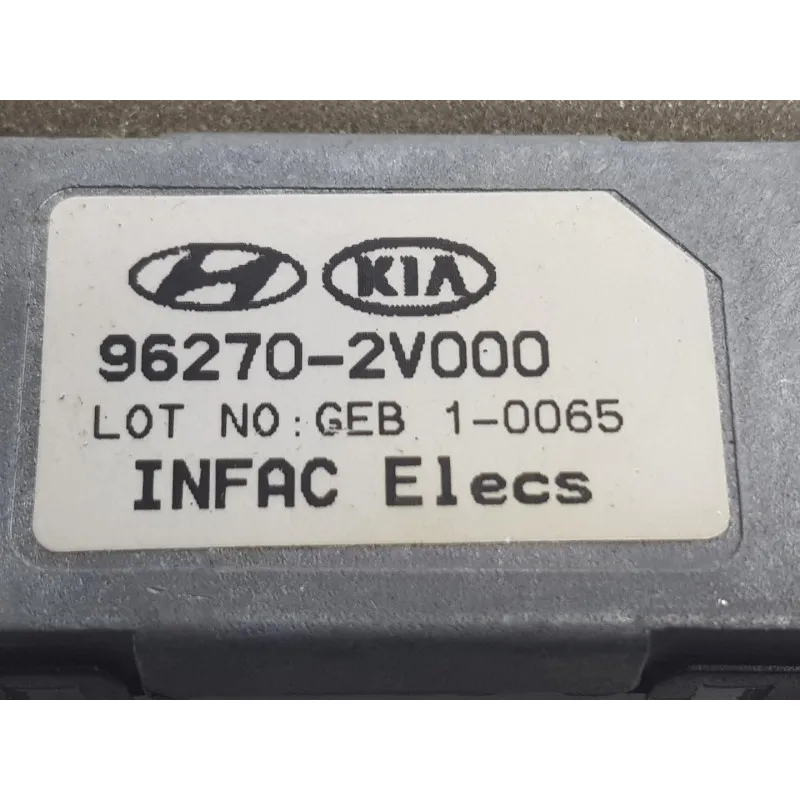 H KIA
96270-2V000
LOT NO:GEB 1-0065
INFAC Elecs